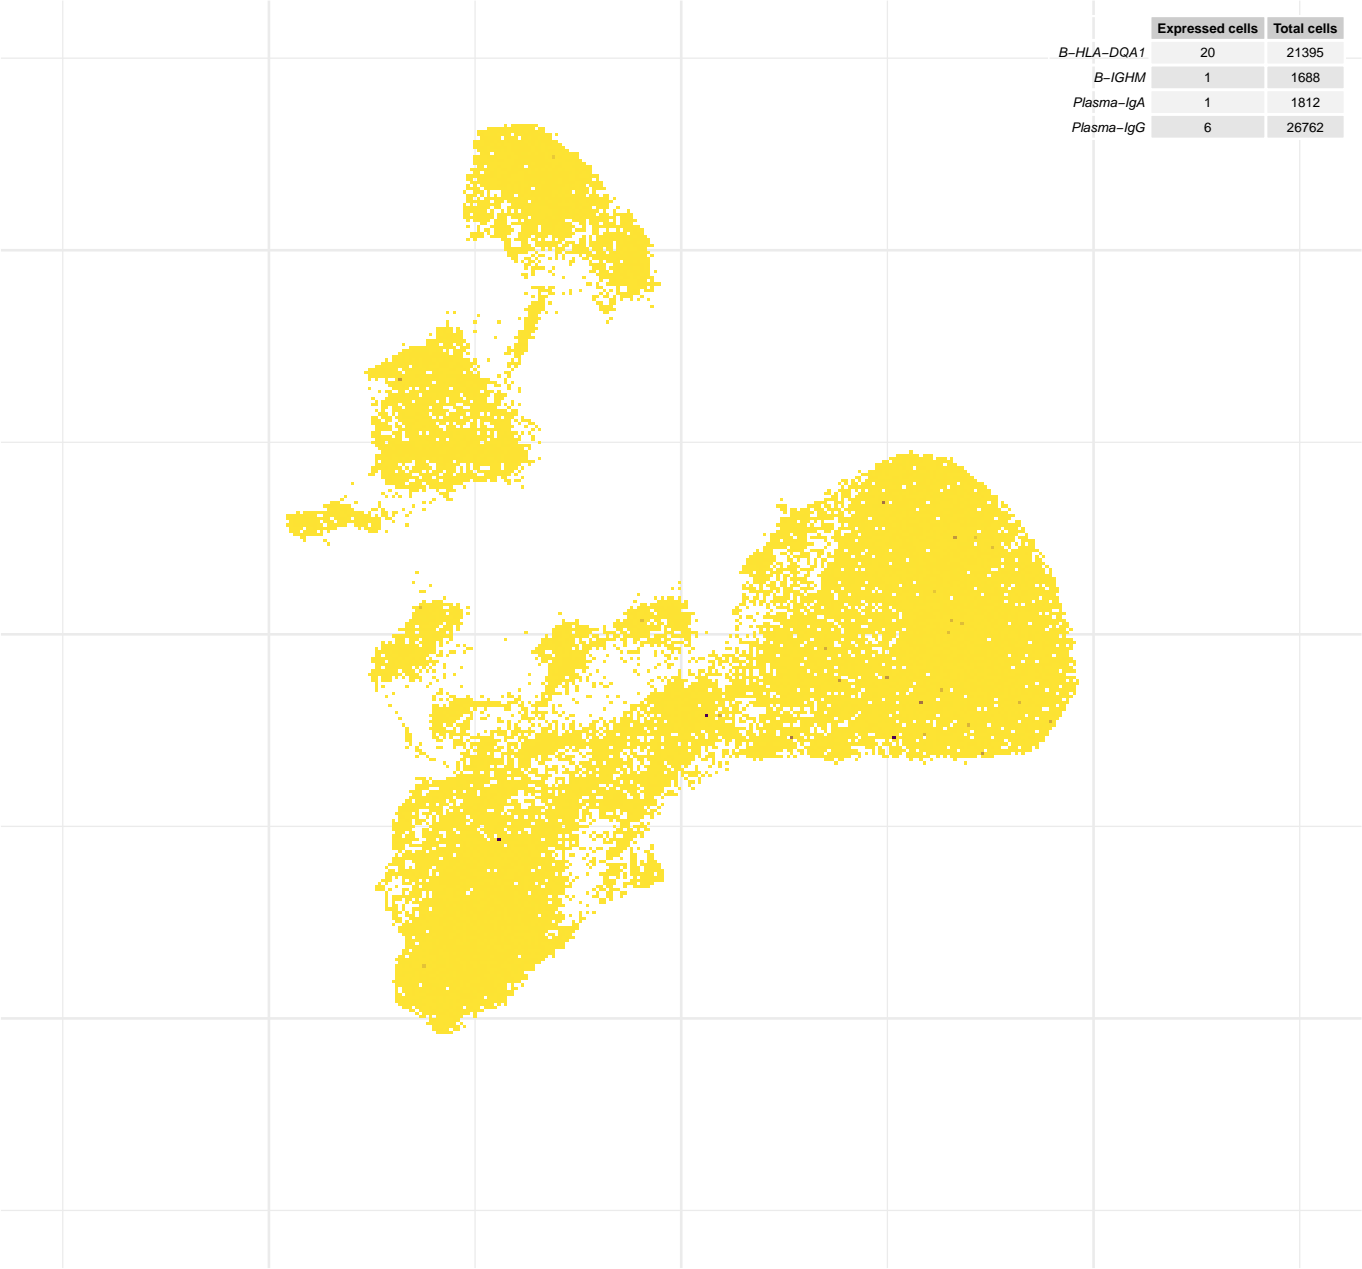 Expressed cells Total cells
B−HLA−DQA1 20 21395
B−IGHM 1 1688
Plasma−IgA 1 1812
Plasma−IgG 6 26762